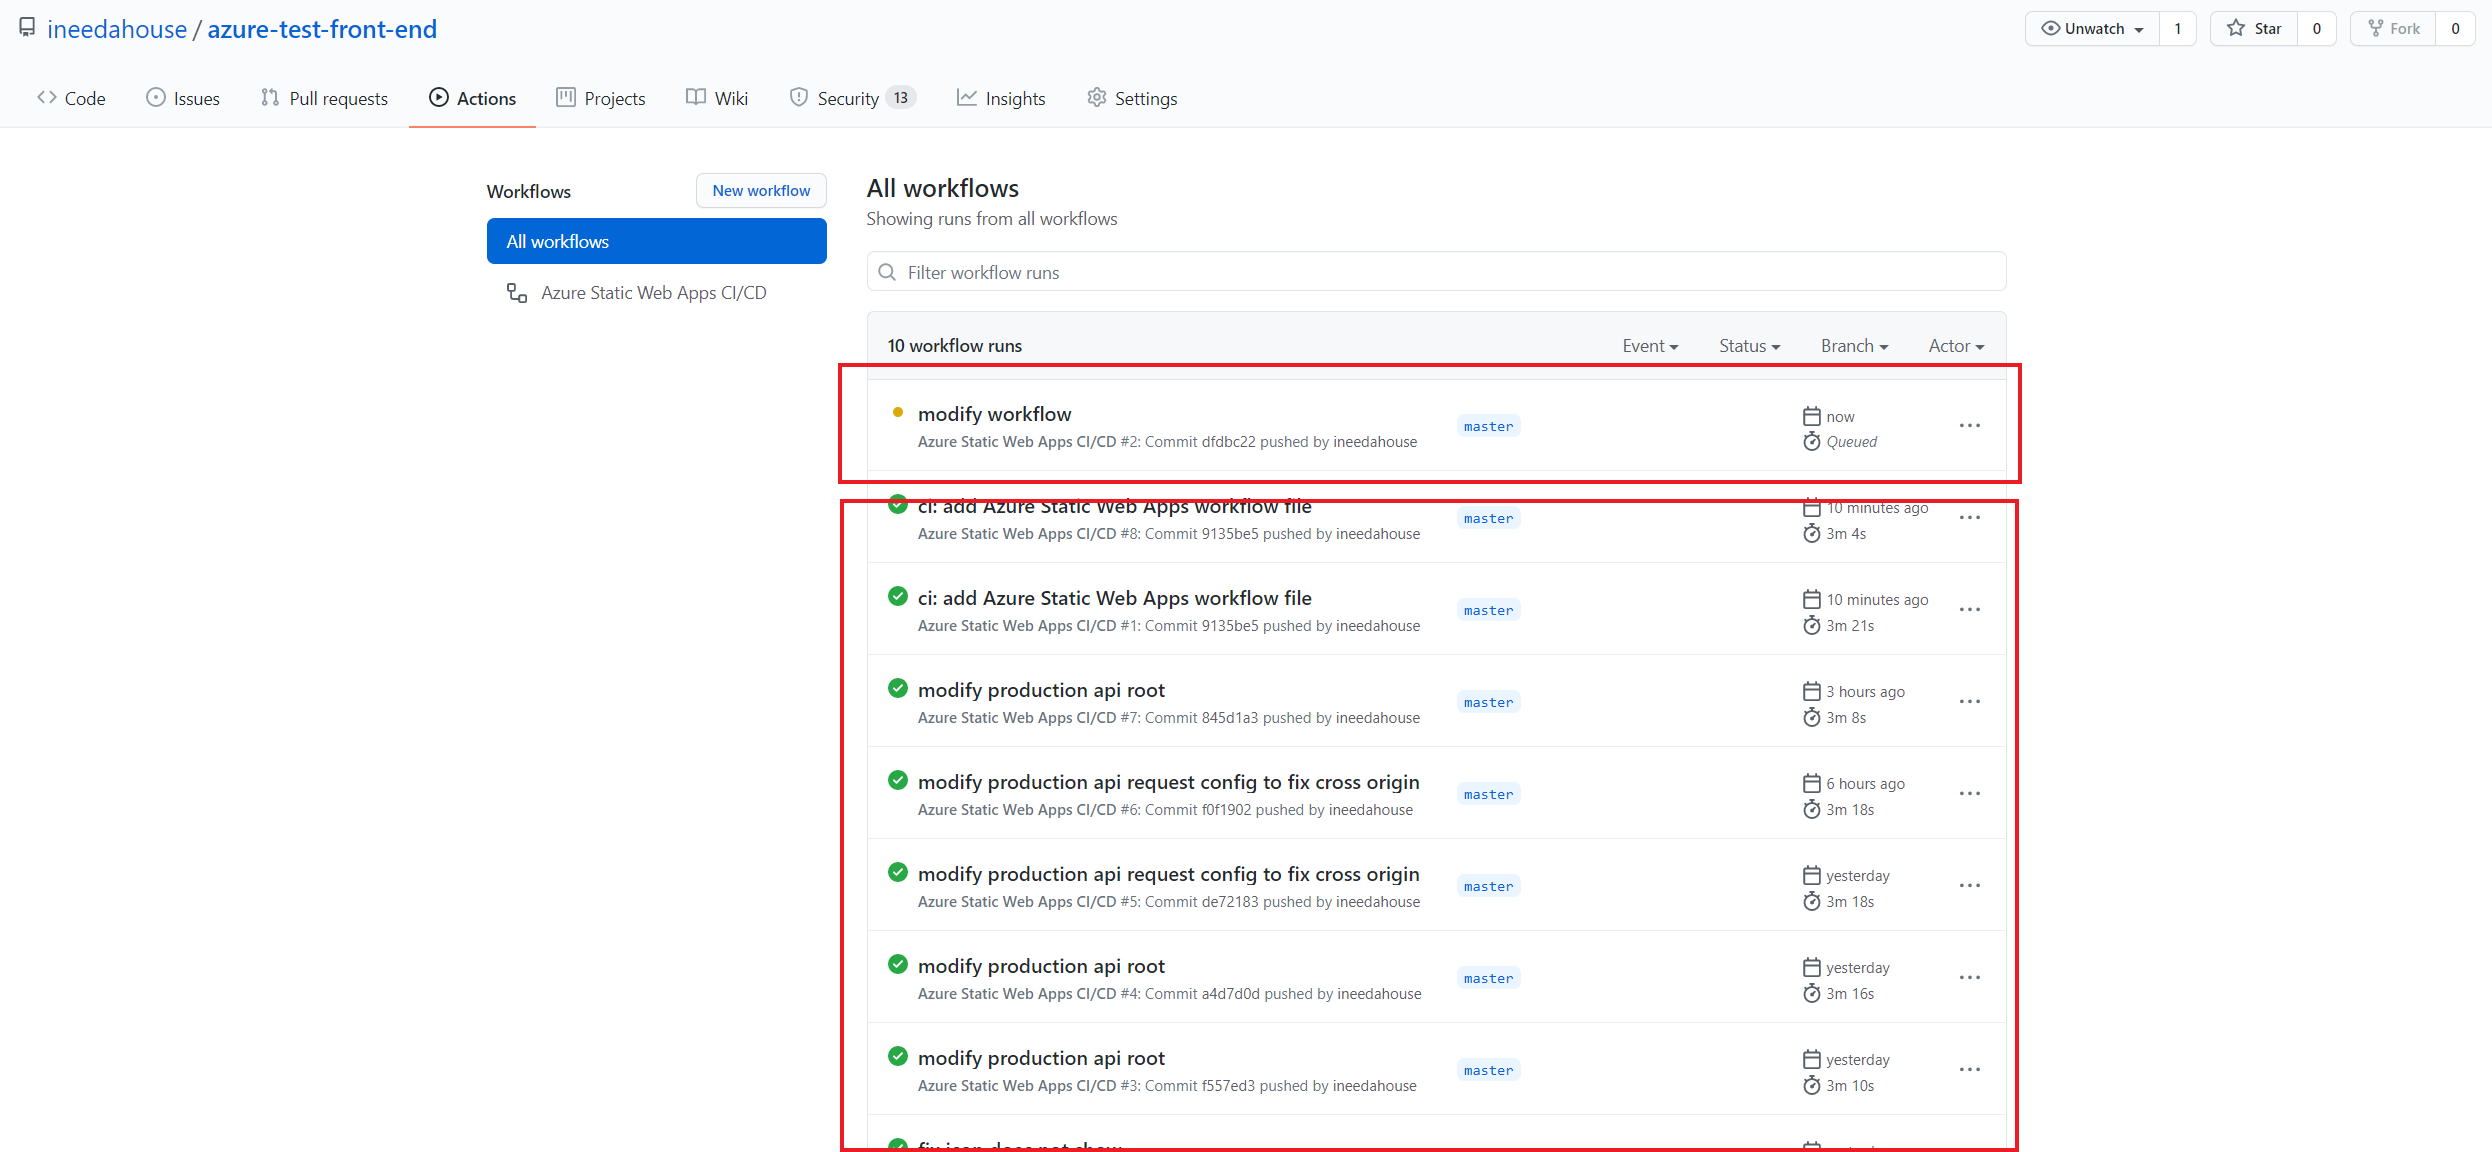 ineedahouse / azure-test-front-end
Unwatch 1 Star 0 Fork 0
Code Issues Pull requests Actions Projects Wiki Security 13 Insights Settings
Workflows New workflow
All workflows
Azure Static Web Apps CI/CD
All workflows
Showing runs from all workflows
Filter workflow runs
10 workflow runs Event Status Branch Actor
modify workflow
Azure Static Web Apps CI/CD #2: Commit dfdbc22 pushed by ineedahouse
master
now
Queued
ci: add Azure Static Web Apps workflow file
Azure Static Web Apps CI/CD #8: Commit 9135be5 pushed by ineedahouse
master
10 minutes ago
3m 4s
ci: add Azure Static Web Apps workflow file
Azure Static Web Apps CI/CD #1: Commit 9135be5 pushed by ineedahouse
master
10 minutes ago
3m 21s
modify production api root
Azure Static Web Apps CI/CD #7: Commit 845d1a3 pushed by ineedahouse
master
3 hours ago
3m 8s
modify production api request config to fix cross origin
Azure Static Web Apps CI/CD #6: Commit f0f1902 pushed by ineedahouse
master
6 hours ago
3m 18s
modify production api request config to fix cross origin
Azure Static Web Apps CI/CD #5: Commit de72183 pushed by ineedahouse
master
yesterday
3m 18s
modify production api root
Azure Static Web Apps CI/CD #4: Commit a4d7d0d pushed by ineedahouse
master
yesterday
3m 16s
modify production api root
Azure Static Web Apps CI/CD #3: Commit f557ed3 pushed by ineedahouse
master
yesterday
3m 10s
fix icon does not show